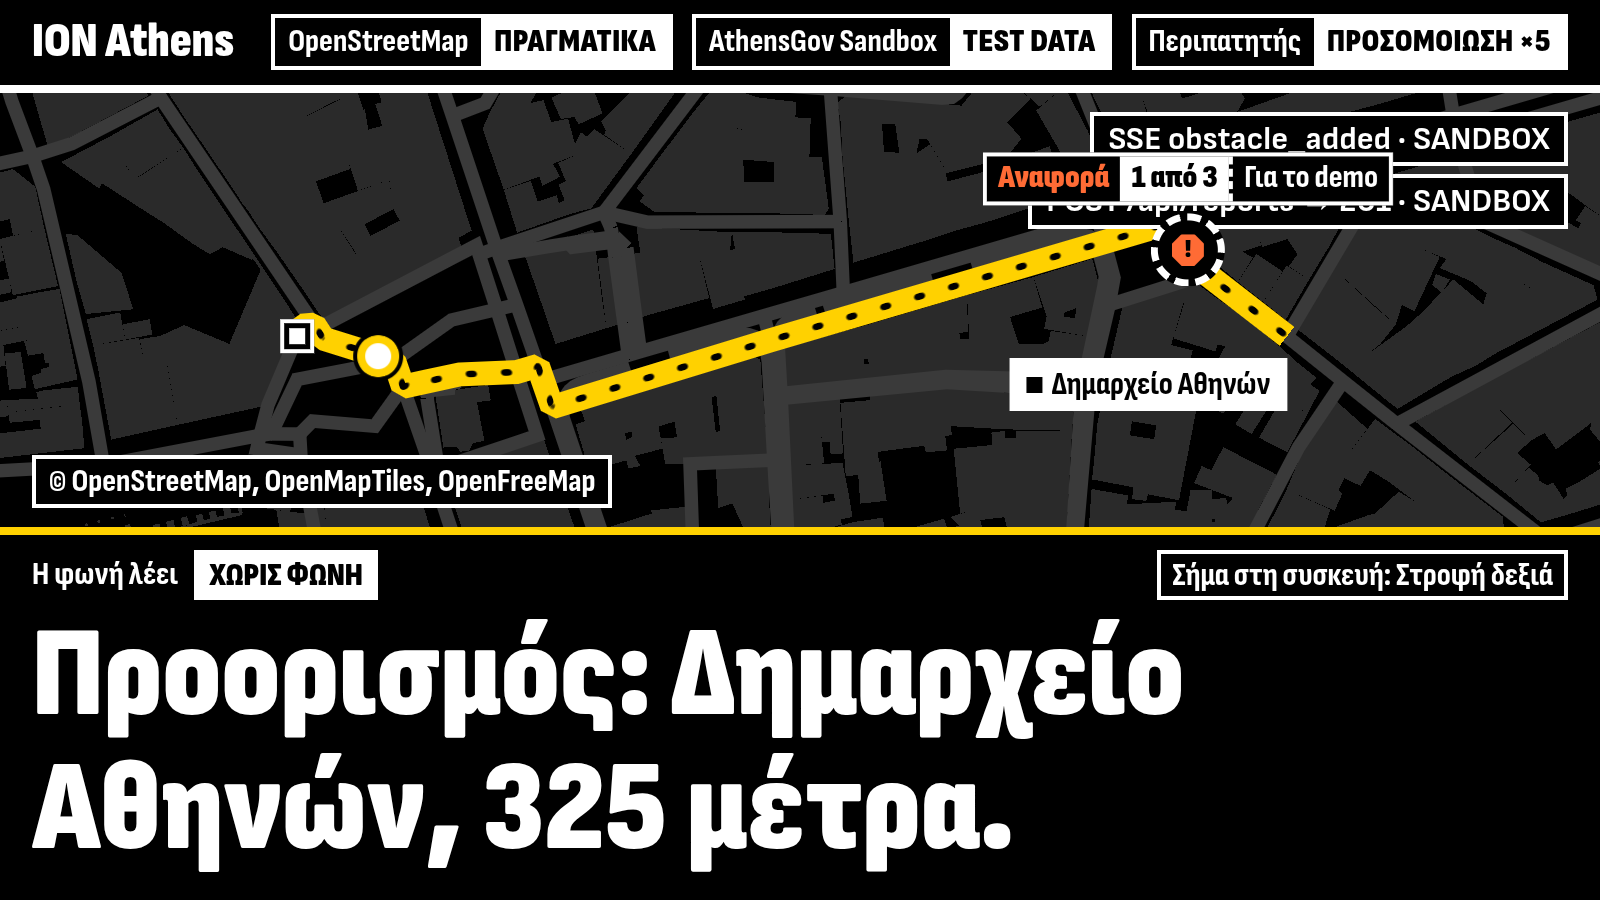 ION Athens
OpenStreetMap ΠΡΑΓΜΑΤΙΚΑ
AthensGov Sandbox TEST DATA
Περιπατητής ΠΡΟΣΟΜΟΙΩΣΗ ×5
SSE obstacle_added · SANDBOX
Αναφορά 1 από 3 Για το demo
· SANDBOX
Δημαρχείο Αθηνών
© OpenStreetMap, OpenMapTiles, OpenFreeMap
Η φωνή λέει ΧΩΡΙΣ ΦΩΝΗ
Σήμα στη συσκευή: Στροφή δεξιά
Προορισμός: Δημαρχείο
Αθηνών, 325 μέτρα.